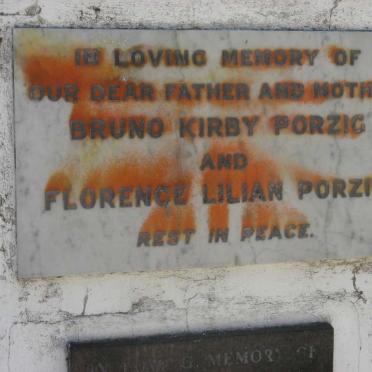 IN LOVING MEMORY OF
OUR DEAR FATHER AND MOTH
BRUNO KIRBY PORZIG
AND
FLORENCE LILIAN PORZI
REST IN PEACE.
MEMORY OF